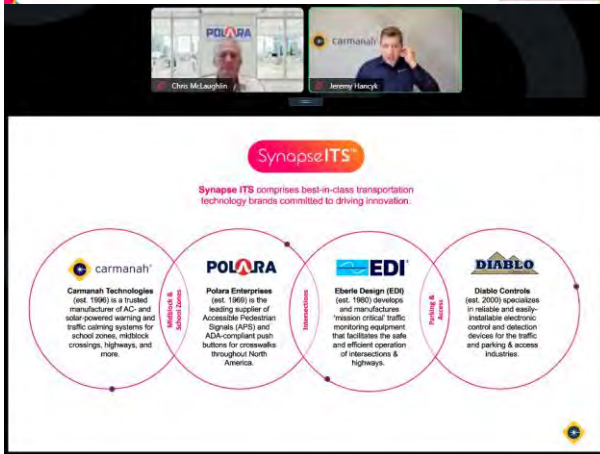 POLARA
carmanah
Chris McLaughlin
Jeremy Hancyk
SynapseITS™
Synapse ITS comprises best-in-class transportation
technology brands committed to driving innovation.
carmanah
Carmanah Technologies
(est. 1996) is a trusted
manufacturer of AC- and
solar-powered warning and
traffic calming systems for
school zones, midblock
crossings, highways, and
more.
Midblock &
School Zones
POLARA
Polara Enterprises
(est. 1969) is the
leading supplier of
Accessible Pedestrian
Signals (APS) and
ADA-compliant push
buttons for crosswalks
throughout North
America.
Intersections
EDI
Eberle Design (EDI)
(est. 1980) develops
and manufactures
'mission critical' traffic
monitoring equipment
that facilitates the safe
and efficient operation
of intersections &
highways.
Parking &
Access
DIABLO
Diablo Controls
(est. 2000) specializes
in reliable and easily-
installable electronic
control and detection
devices for the traffic
and parking & access
industries.